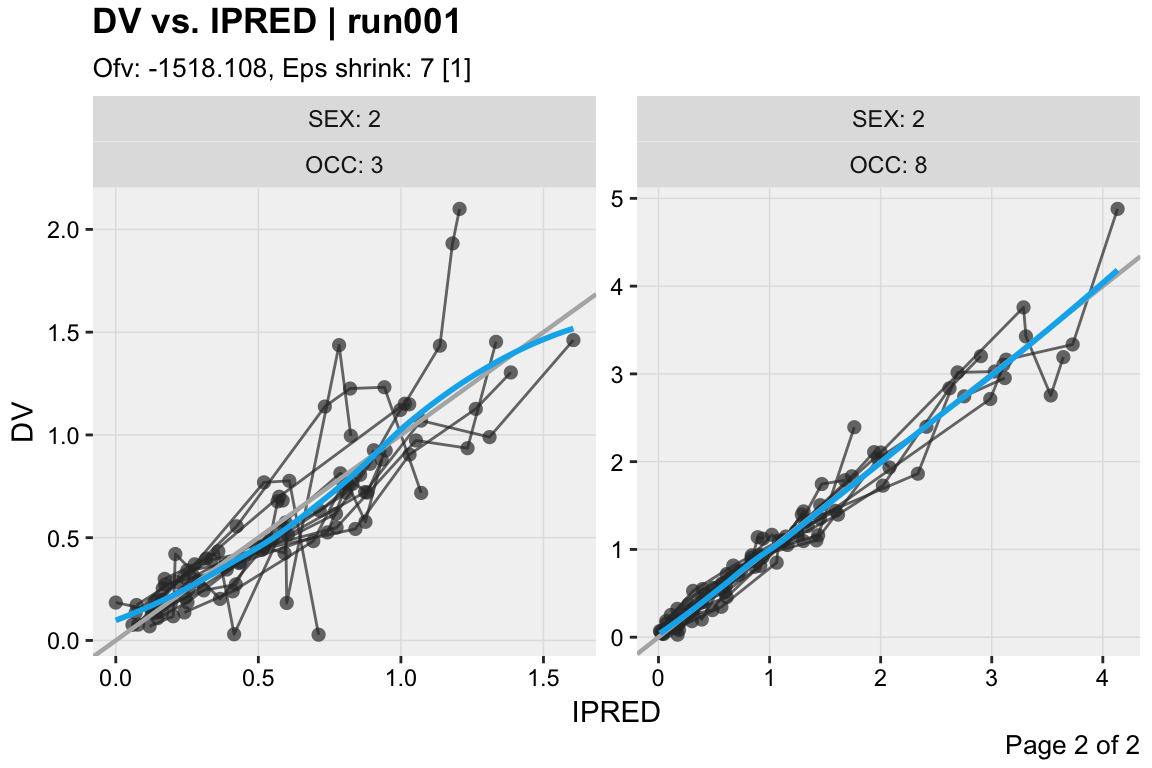 DV vs. IPRED | run001
Ofv: -1518.108, Eps shrink: 7 [1]
SEX: 2
OCC: 3
SEX: 2
OCC: 8
DV
2.0
1.5
1.0
0.5
0.0
0.0 0.5 1.0 1.5
5
4
3
2
1
0
0 1 2 3 4
IPRED
Page 2 of 2